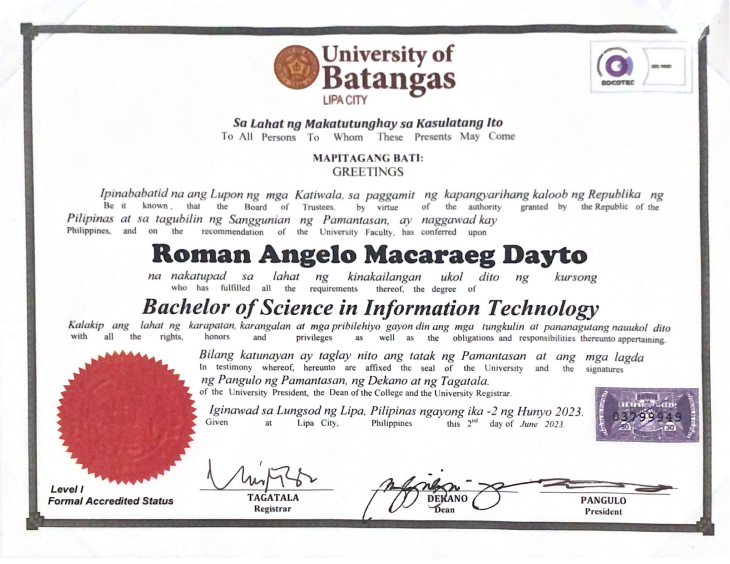 University of
Batangas
LIPA CITY
SOCOTEC
ISO 9001
Sa Lahat ng Makatutunghay sa Kasulatang Ito
To All Persons To Whom These Presents May Come
MAPITAGANG BATI:
GREETINGS
Ipinababatid na ang Lupon ng mga Katiwala, sa paggamit ng kapangyarihang kaloob ng Republika ng
Be it known, that the Board of Trustees, by virtue of the authority granted by the Republic of the
Pilipinas at sa tagubilin ng Sanggunian ng Pamantasan, ay naggawad kay
Philippines, and on the recommendation of the University Faculty, has conferred upon
Roman Angelo Macaraeg Dayto
na nakatupad sa lahat ng kinakailangan ukol dito ng kursong
who has fulfilled all the requirements thereof, the degree of
Bachelor of Science in Information Technology
Kalakip ang lahat ng karapatan, karangalan at mga pribilehiyo gayon din ang mga tungkulin at pananagutang nauukol dito
with all the rights, honors and privileges as well as the obligations and responsibilities thereunto appertaining.
Bilang katunayan ay taglay nito ang tatak ng Pamantasan at ang mga lagda
In testimony whereof, hereunto are affixed the seal of the University and the signatures
ng Pangulo ng Pamantasan, ng Dekano at ng Tagatala.
of the University President, the Dean of the College and the University Registrar.
Iginawad sa Lungsod ng Lipa, Pilipinas ngayong ika -2 ng Hunyo 2023.
Given at Lipa City, Philippines this 2nd day of June 2023.
03799949
Level I
Formal Accredited Status
TAGATALA
Registrar
DEKANO
Dean
PANGULO
President